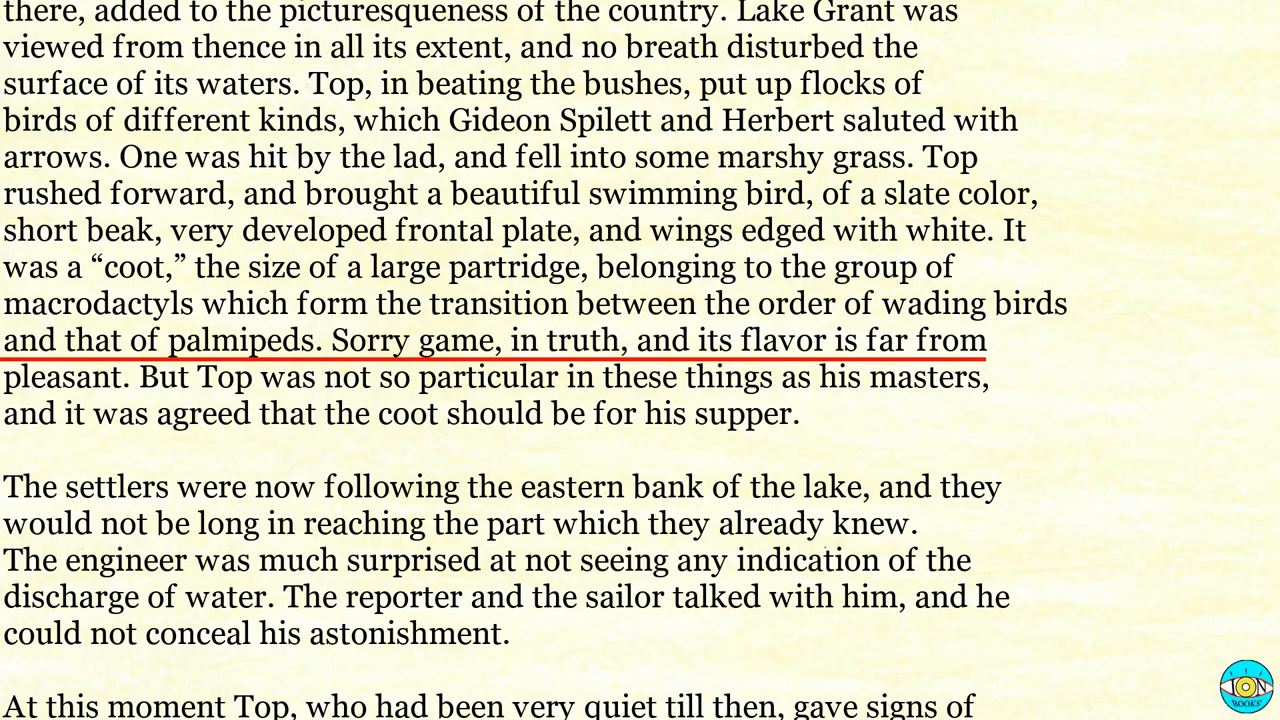 there, added to the picturesqueness of the country. Lake Grant was
viewed from thence in all its extent, and no breath disturbed the
surface of its waters. Top, in beating the bushes, put up flocks of
birds of different kinds, which Gideon Spilett and Herbert saluted with
arrows. One was hit by the lad, and fell into some marshy grass. Top
rushed forward, and brought a beautiful swimming bird, of a slate color,
short beak, very developed frontal plate, and wings edged with white. It
was a “coot,” the size of a large partridge, belonging to the group of
macrodactyls which form the transition between the order of wading birds
and that of palmipeds. Sorry game, in truth, and its flavor is far from
pleasant. But Top was not so particular in these things as his masters,
and it was agreed that the coot should be for his supper.
The settlers were now following the eastern bank of the lake, and they
would not be long in reaching the part which they already knew.
The engineer was much surprised at not seeing any indication of the
discharge of water. The reporter and the sailor talked with him, and he
could not conceal his astonishment.
At this moment Top, who had been very quiet till then, gave signs of
ION
BOOKS